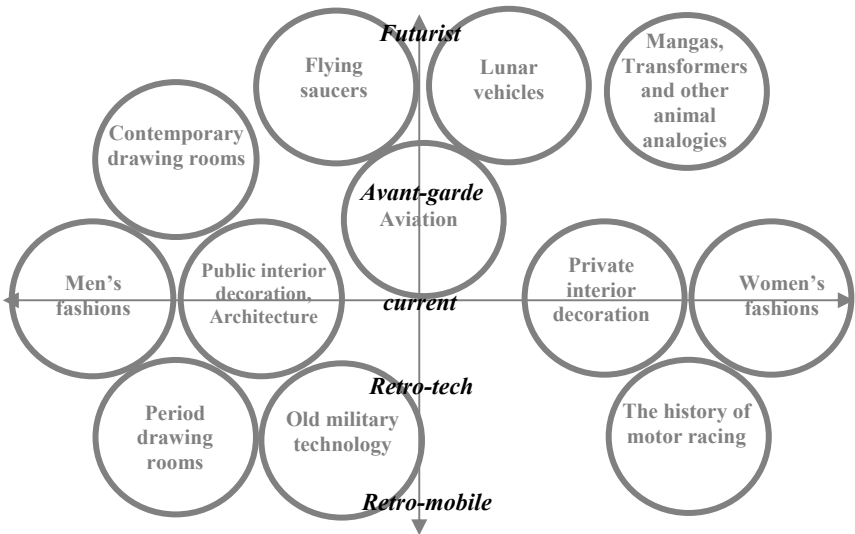 Futurist
Flying
saucers
Lunar
vehicles
Mangas,
Transformers
and other
animal
analogies
Contemporary
drawing rooms
Avant-garde
Aviation
Men's
fashions
Public interior
decoration,
Architecture
current
Private
interior
decoration
Women's
fashions
Retro-tech
Period
drawing
rooms
Old military
technology
The history of
motor racing
Retro-mobile